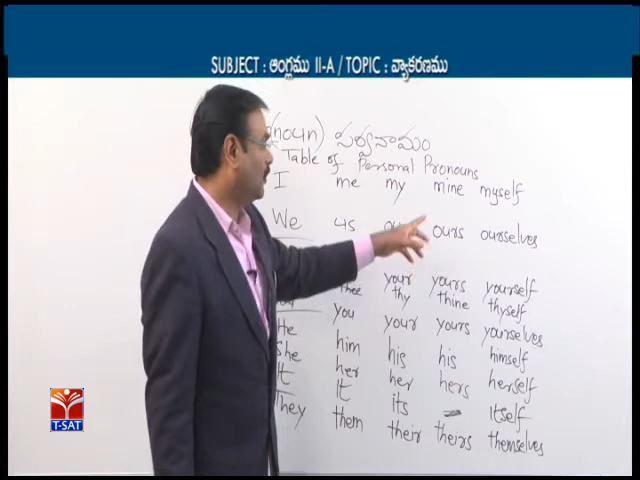 SUBJECT : ఆంగ్లము II-A / TOPIC : వ్యాకరణము
(noun) సర్వనామం
Table of Personal Pronouns
I me my mine myself
We us ours ourselves
thee your yours yourself
thy thine thyself
you your yours yourselves
He him his his himself
She her her hers herself
It It its - Itself
They them their theirs themselves
T-SAT